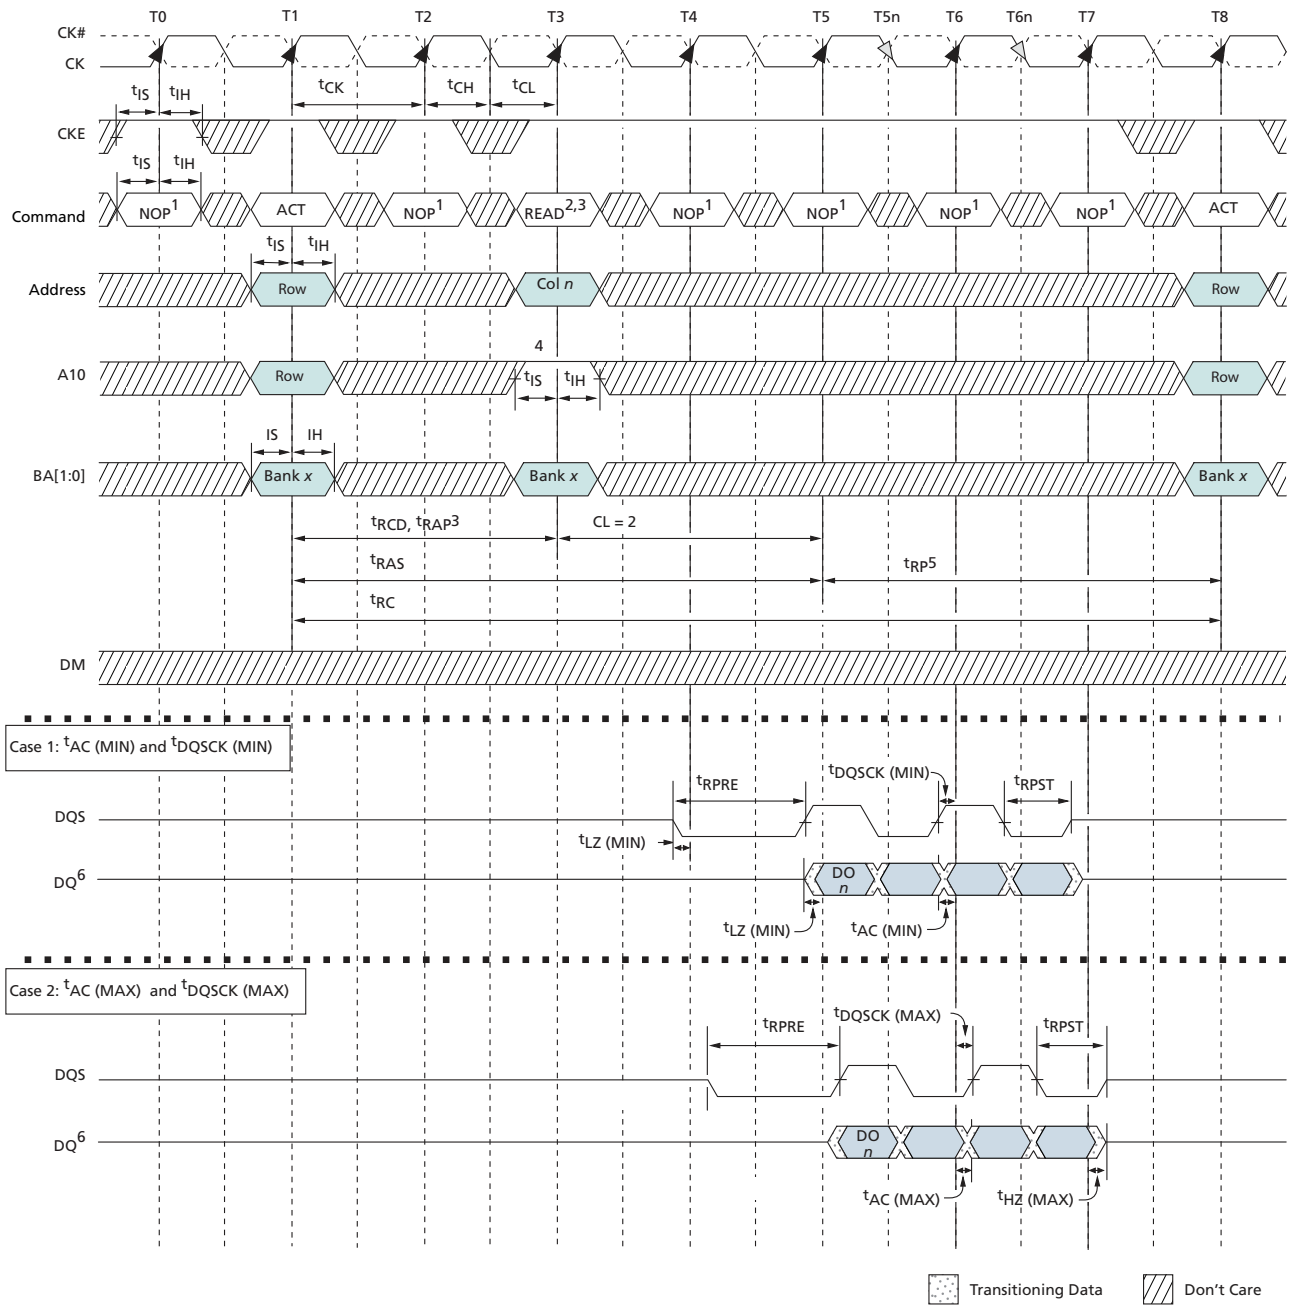 T0 T1 T2 T3 T4 T5 T5n T6 T6n T7 T8
CK#
CK
tCK tCH tCL
tIS tIH
CKE
tIS tIH
Command NOP1 ACT NOP1 READ2,3 NOP1 NOP1 NOP1 NOP1 ACT
tIS tIH
Address Row Col n Row
4
A10 Row tIS tIH Row
IS IH
BA[1:0] Bank x Bank x Bank x
tRCD, tRAP3 CL = 2
tRAS tRP5
tRC
DM
Case 1: tAC (MIN) and tDQSCK (MIN)
tRPRE tDQSCK (MIN) tRPST
DQS
tLZ (MIN)
DQ6 DO n
tLZ (MIN) tAC (MIN)
Case 2: tAC (MAX) and tDQSCK (MAX)
tRPRE tDQSCK (MAX) tRPST
DQS
DQ6 DO n
tAC (MAX) tHZ (MAX)
Transitioning Data Don't Care